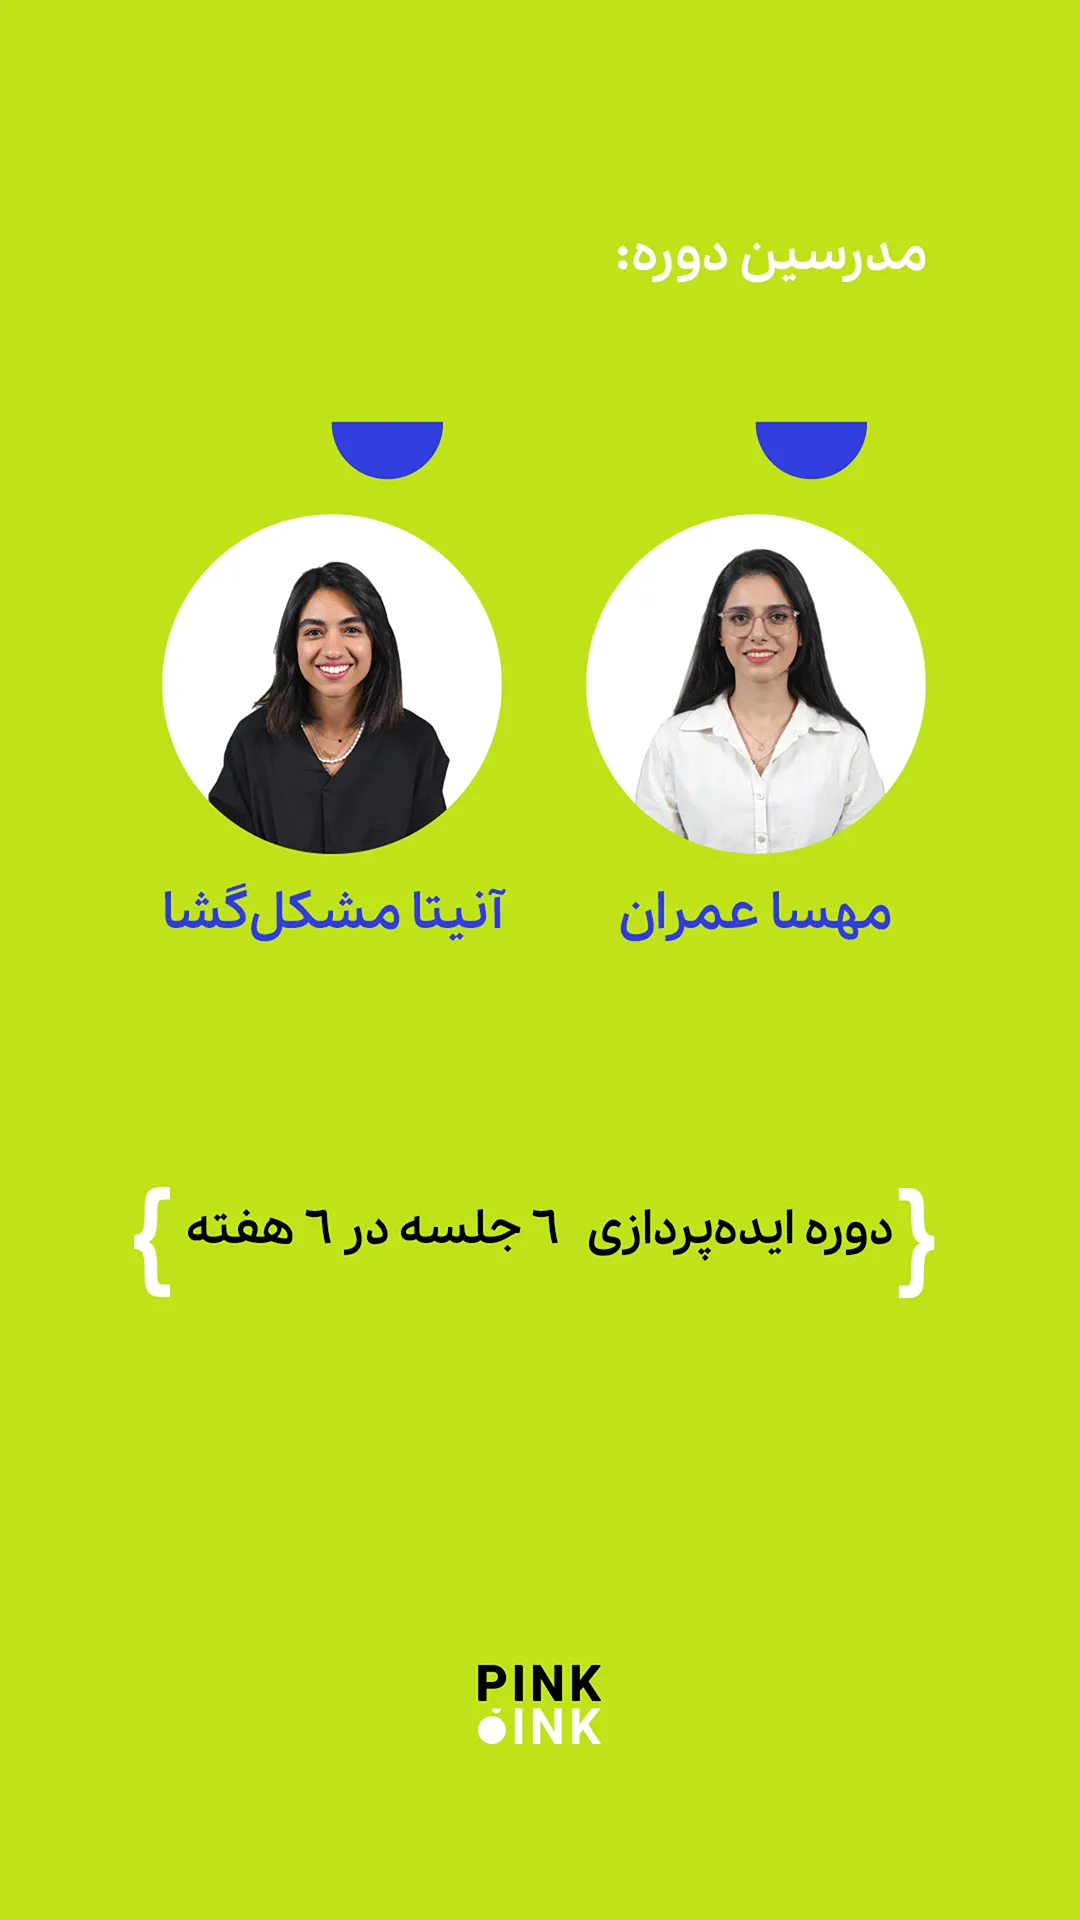 مدرسین دوره:
مهسا عمران
آنیتا مشکل‌گشا
{ دوره ایده‌پردازی ٦ جلسه در ٦ هفته }
PINK
INK